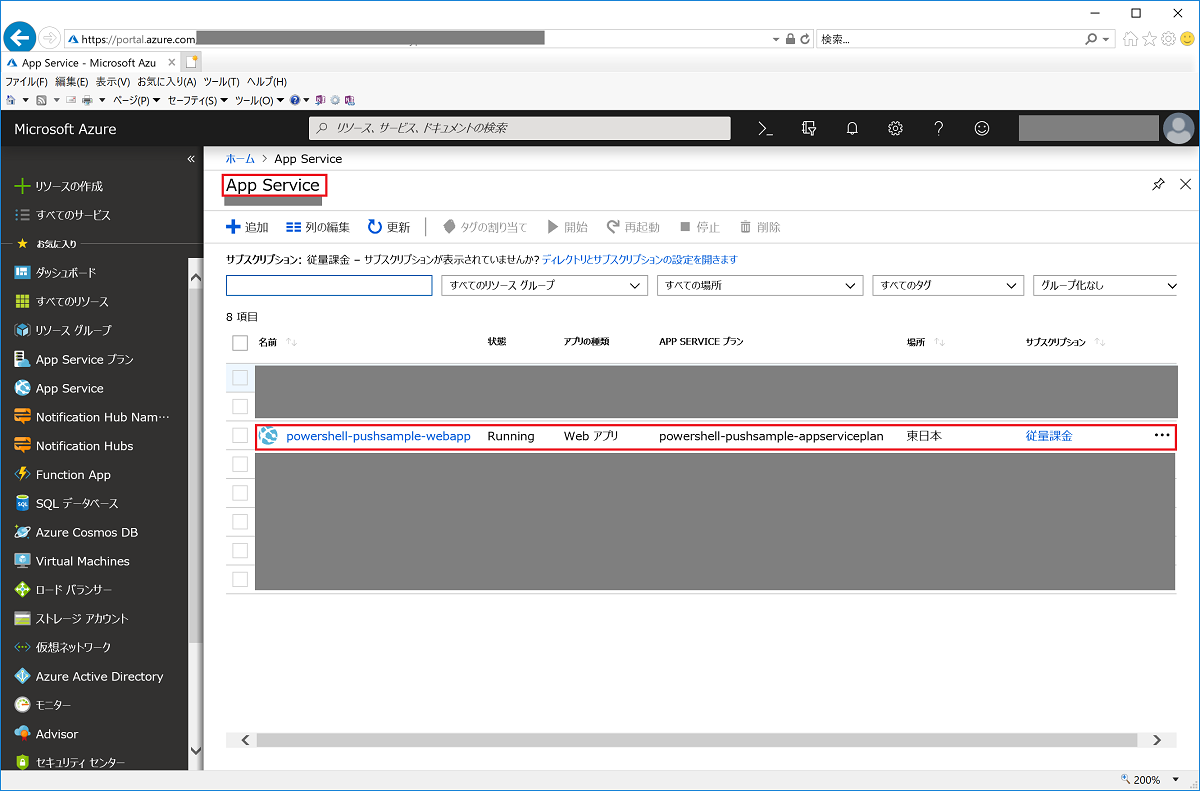 https://portal.azure.com
検索...
App Service - Microsoft Azu
ファイル(F) 編集(E) 表示(V) お気に入り(A) ツール(T) ヘルプ(H)
ページ(P) セーフティ(S) ツール(O)
Microsoft Azure
リソース、サービス、ドキュメントの検索
ホーム > App Service
App Service
リソースの作成
すべてのサービス
お気に入り
ダッシュボード
すべてのリソース
リソース グループ
App Service プラン
App Service
Notification Hub Nam…
Notification Hubs
Function App
SQL データベース
Azure Cosmos DB
Virtual Machines
ロード バランサー
ストレージ アカウント
仮想ネットワーク
Azure Active Directory
モニター
Advisor
セキュリティ センター
追加 列の編集 更新 タグの割り当て 開始 再起動 停止 削除
サブスクリプション: 従量課金 – サブスクリプションが表示されていませんか? ディレクトリとサブスクリプションの設定を開きます
すべてのリソース グループ すべての場所 すべてのタグ グループ化なし
8 項目
名前 状態 アプリの種類 APP SERVICE プラン 場所 サブスクリプション
powershell-pushsample-webapp Running Web アプリ powershell-pushsample-appserviceplan 東日本 従量課金
200%